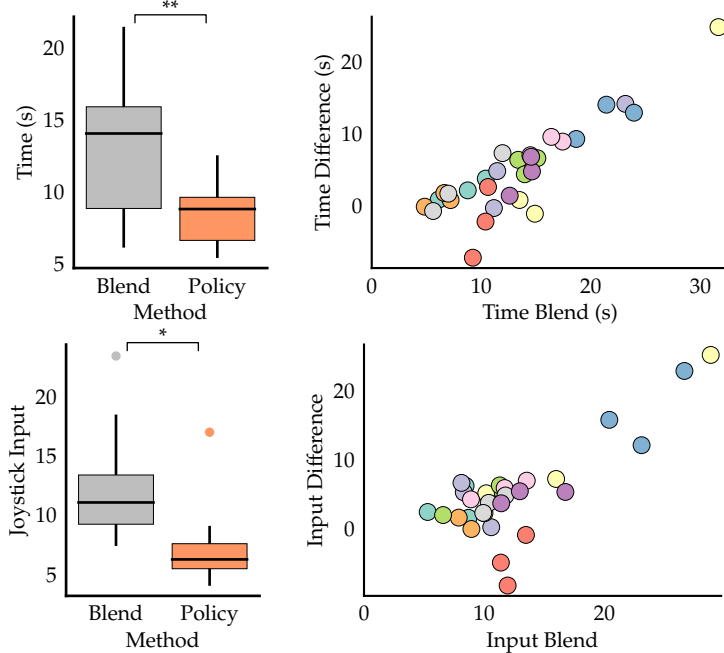 **
Time (s)
20
15
10
5
Blend Policy
Method
Time Difference (s)
20
10
0
0 10 20 30
Time Blend (s)
*
Joystick Input
20
15
10
5
Blend Policy
Method
Input Difference
20
10
0
0 10 20
Input Blend